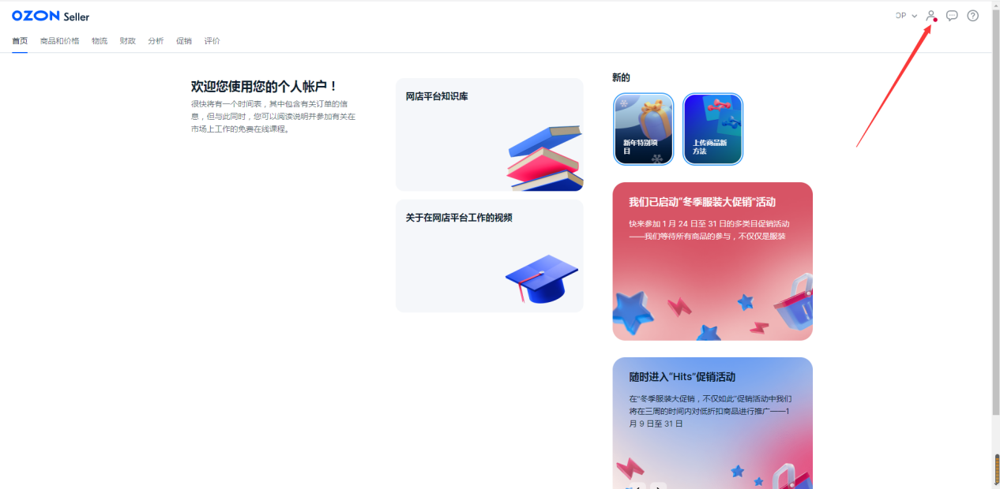 OZON Seller
OP
首页 商品和价格 物流 财政 分析 促销 评价
欢迎您使用您的个人帐户！
很快将有一个时间表，其中包含有关订单的信
息，但与此同时，您可以阅读说明并参加有关在
市场上工作的免费在线课程。
网店平台知识库
关于在网店平台工作的视频
新的
新年特别项
目
上传商品新
方法
我们已启动“冬季服装大促销”活动
快来参加 1 月 24 日至 31 日的多类目促销活动
——我们等待所有商品的参与，不仅仅是服装
随时进入“Hits”促销活动
在“冬季服装大促销，不仅如此”促销活动中我们
将在三周的时间内对低折扣商品进行推广——1
月 9 日至 31 日